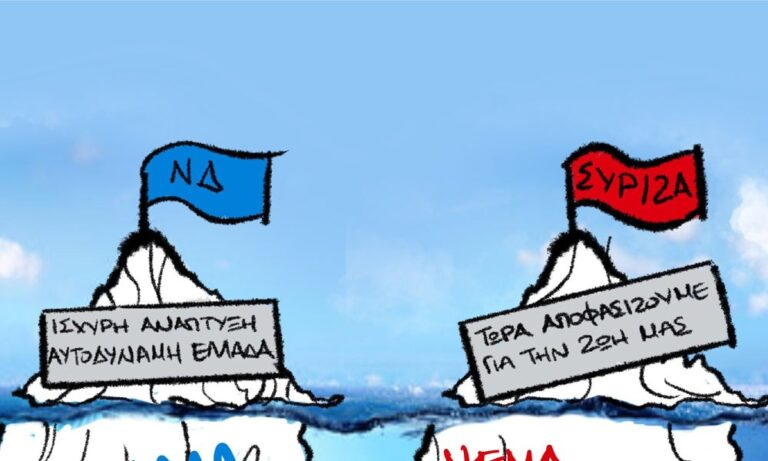 ΝΔ
ΙΣΧΥΡΗ ΑΝΑΠΤΥΞΗ
ΑΥΤΟΔΥΝΑΜΗ ΕΛΛΑΔΑ
ΣΥΡΙΖΑ
ΤΩΡΑ ΑΠΟΦΑΣΙΖΟΥΜΕ
ΓΙΑ ΤΗΝ ΖΩΗ ΜΑΣ